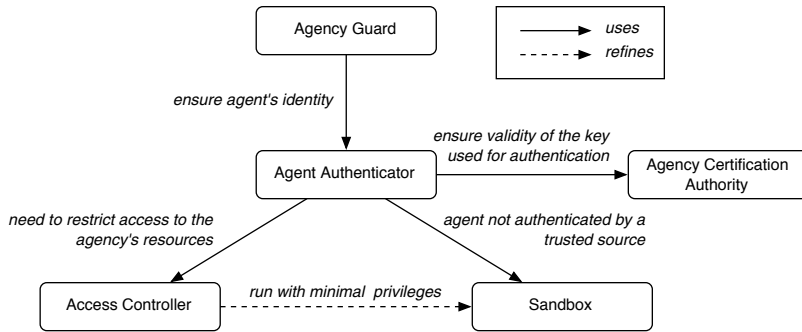 Agency Guard
uses
refines
ensure agent's identity
ensure validity of the key
used for authentication
Agent Authenticator
Agency Certification
Authority
need to restrict access to the
agency's resources
agent not authenticated by a
trusted source
Access Controller
run with minimal privileges
Sandbox